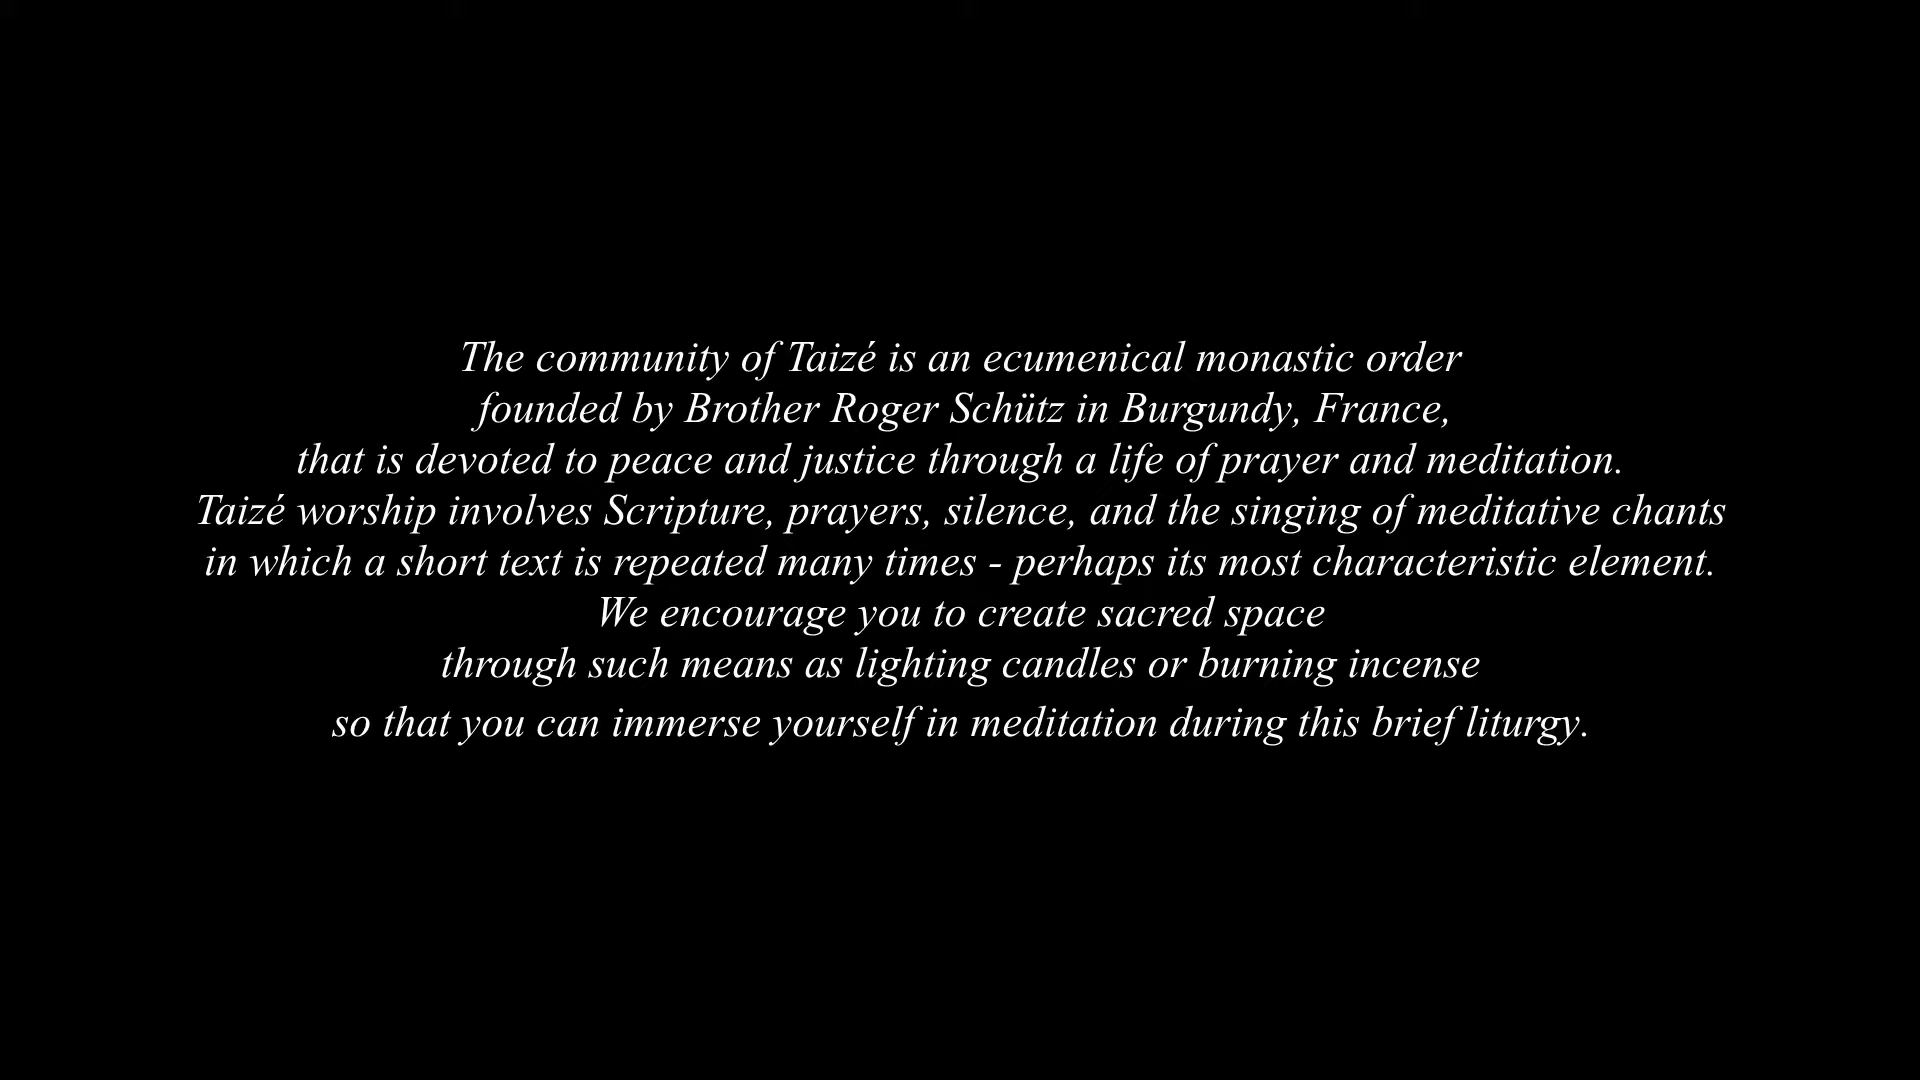 The community of Taizé is an ecumenical monastic order
founded by Brother Roger Schütz in Burgundy, France,
that is devoted to peace and justice through a life of prayer and meditation.
Taizé worship involves Scripture, prayers, silence, and the singing of meditative chants
in which a short text is repeated many times - perhaps its most characteristic element.
We encourage you to create sacred space
through such means as lighting candles or burning incense
so that you can immerse yourself in meditation during this brief liturgy.